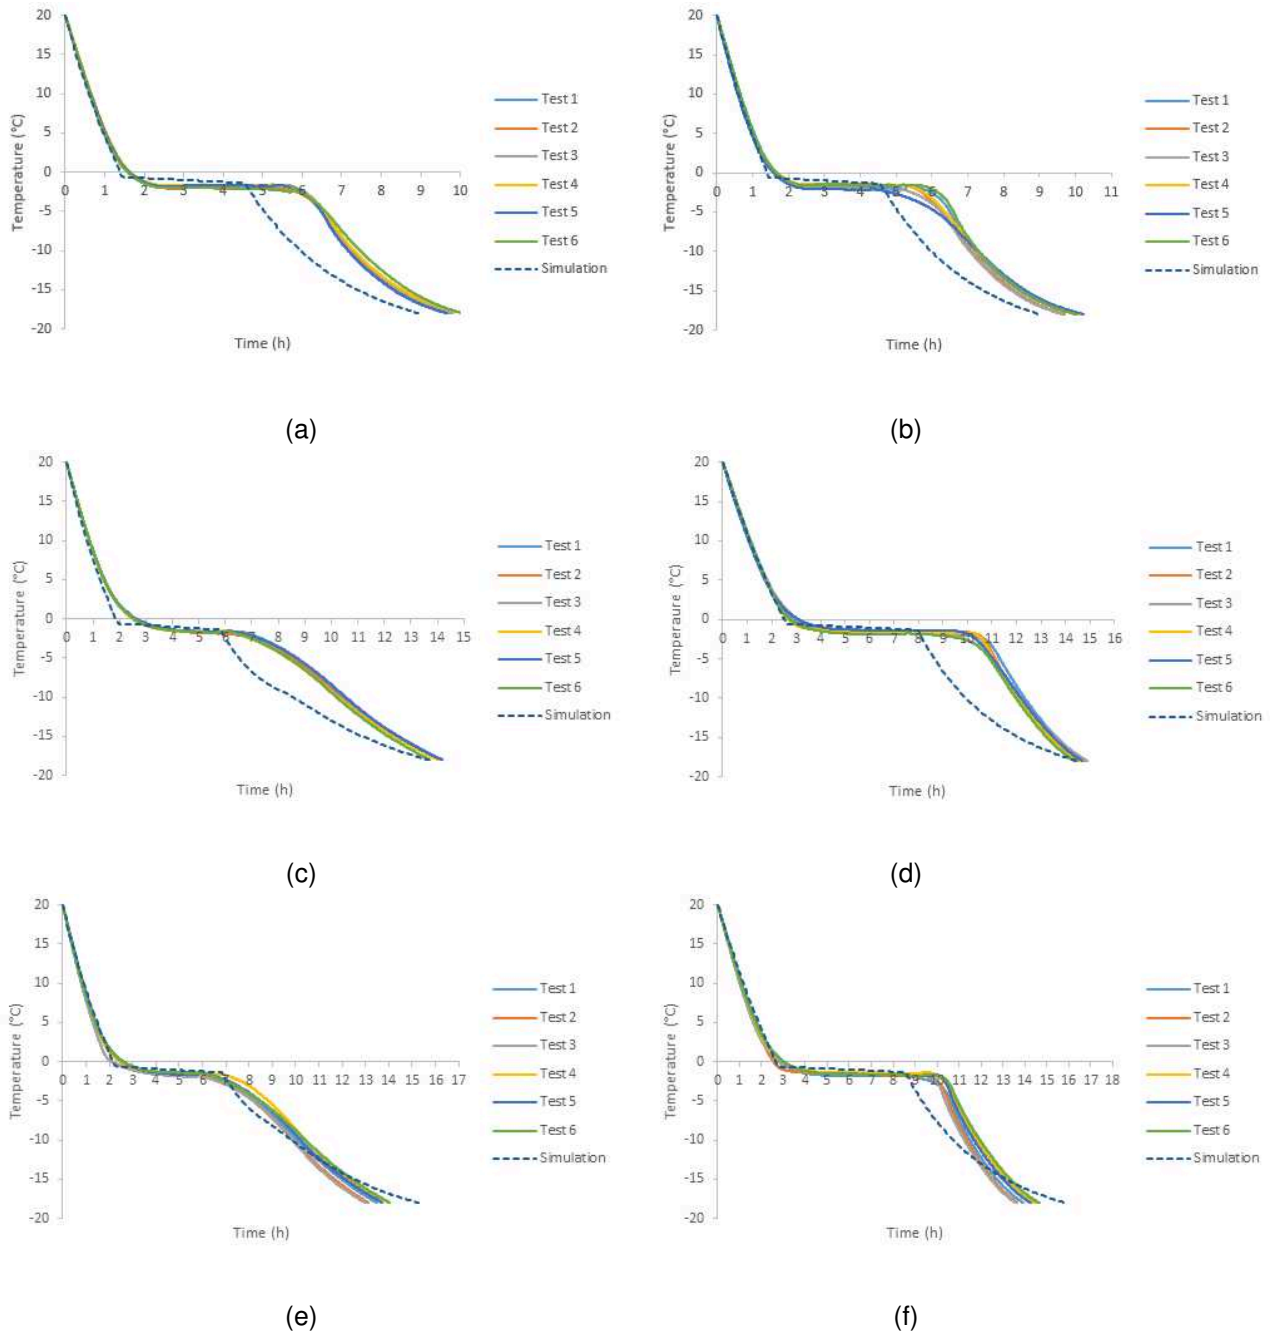 20
15
10
5
0
-5
-10
-15
-20
Temperature (°C)
0 1 2 3 4 5 6 7 8 9 10
Time (h)
Test 1
Test 2
Test 3
Test 4
Test 5
Test 6
Simulation
(a)
20
15
10
5
0
-5
-10
-15
-20
Temperature (°C)
0 1 2 3 4 5 6 7 8 9 10 11
Time (h)
Test 1
Test 2
Test 3
Test 4
Test 5
Test 6
Simulation
(b)
20
15
10
5
0
-5
-10
-15
-20
Temperature (°C)
0 1 2 3 4 5 6 7 8 9 10 11 12 13 14 15
Time (h)
Test 1
Test 2
Test 3
Test 4
Test 5
Test 6
Simulation
(c)
20
15
10
5
0
-5
-10
-15
-20
Temperaure (°C)
0 1 2 3 4 5 6 7 8 9 10 11 12 13 14 15 16
Time (h)
Test 1
Test 2
Test 3
Test 4
Test 5
Test 6
Simulation
(d)
20
15
10
5
0
-5
-10
-15
-20
Temperature (°C)
0 1 2 3 4 5 6 7 8 9 10 11 12 13 14 15 16 17
Time (h)
Test 1
Test 2
Test 3
Test 4
Test 5
Test 6
Simulation
(e)
20
15
10
5
0
-5
-10
-15
-20
Temperature (°C)
0 1 2 3 4 5 6 7 8 9 10 11 12 13 14 15 16 17 18
Time (h)
Test 1
Test 2
Test 3
Test 4
Test 5
Test 6
Simulation
(f)